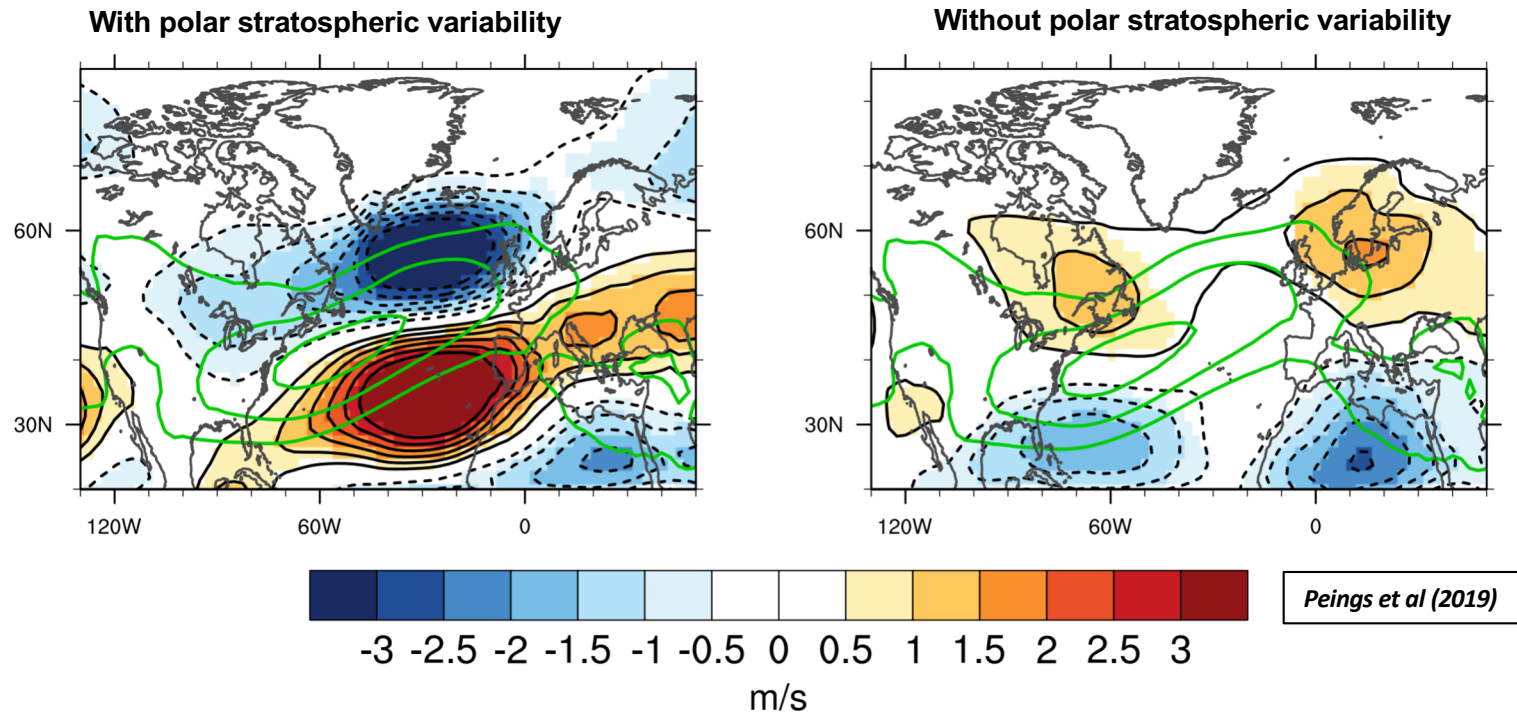 With polar stratospheric variability
Without polar stratospheric variability
60N
30N
120W 60W 0
60N
30N
120W 60W 0
-3 -2.5 -2 -1.5 -1 -0.5 0 0.5 1 1.5 2 2.5 3
m/s
Peings et al (2019)